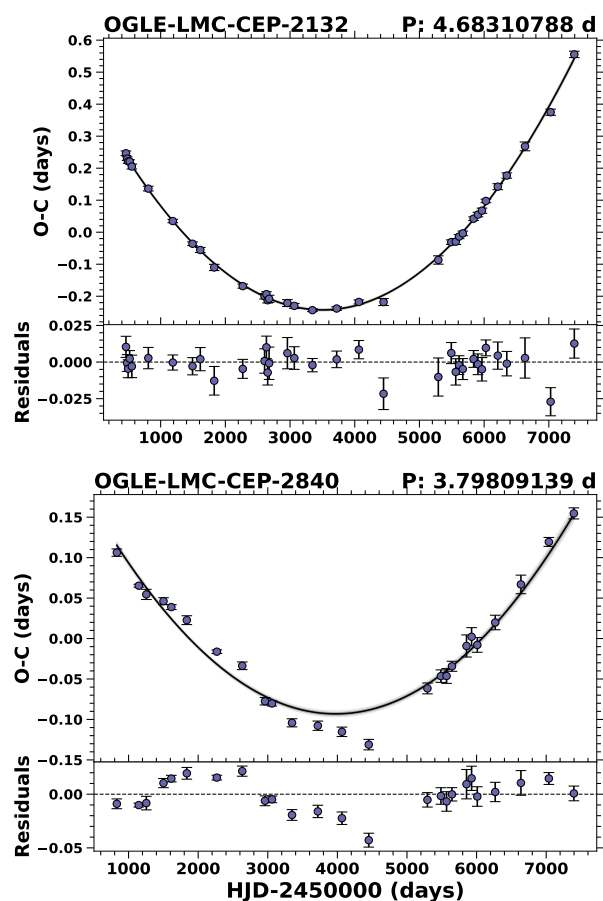 OGLE-LMC-CEP-2132 P: 4.68310788 d
0.6
0.5
0.4
0.3
0.2
0.1
0.0
−0.1
−0.2
O-C (days)
0.025
0.000
−0.025
Residuals
1000 2000 3000 4000 5000 6000 7000
OGLE-LMC-CEP-2840 P: 3.79809139 d
0.15
0.10
0.05
0.00
−0.05
−0.10
−0.15
O-C (days)
0.00
−0.05
Residuals
1000 2000 3000 4000 5000 6000 7000
HJD-2450000 (days)